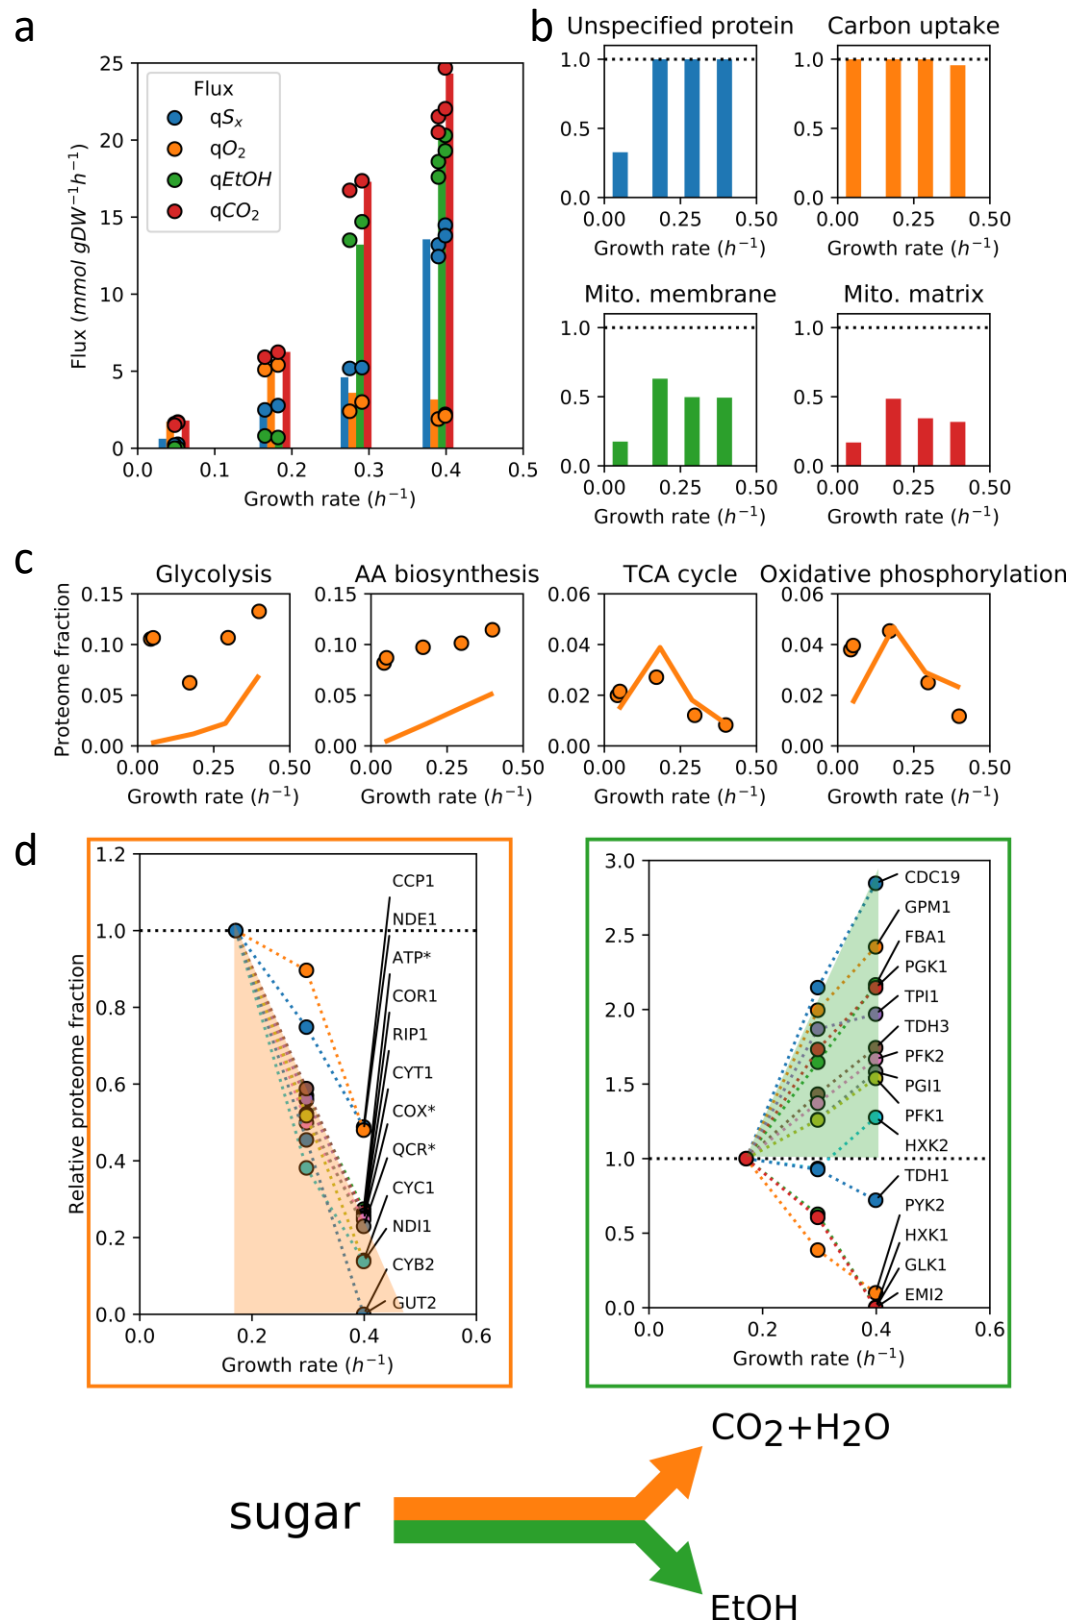 a
25
20
15
10
5
0
Flux (mmol gDW⁻¹h⁻¹)
Flux
qSₓ
qO₂
qEtOH
qCO₂
0.0 0.1 0.2 0.3 0.4 0.5
Growth rate (h⁻¹)
b
Unspecified protein
1.0
0.5
0.0
0.00 0.25 0.50
Growth rate (h⁻¹)
Carbon uptake
1.0
0.5
0.0
0.00 0.25 0.50
Growth rate (h⁻¹)
Mito. membrane
1.0
0.5
0.0
0.00 0.25 0.50
Growth rate (h⁻¹)
Mito. matrix
1.0
0.5
0.0
0.00 0.25 0.50
Growth rate (h⁻¹)
c
Proteome fraction
Glycolysis
0.15
0.10
0.05
0.00
0.00 0.25 0.50
Growth rate (h⁻¹)
AA biosynthesis
0.15
0.10
0.05
0.00
0.00 0.25 0.50
Growth rate (h⁻¹)
TCA cycle
0.06
0.04
0.02
0.00
0.00 0.25 0.50
Growth rate (h⁻¹)
Oxidative phosphorylation
0.06
0.04
0.02
0.00
0.00 0.25 0.50
Growth rate (h⁻¹)
d
Relative proteome fraction
1.2
1.0
0.8
0.6
0.4
0.2
0.0
CCP1
NDE1
ATP*
COR1
RIP1
CYT1
COX*
QCR*
CYC1
NDI1
CYB2
GUT2
0.0 0.2 0.4 0.6
Growth rate (h⁻¹)
3.0
2.5
2.0
1.5
1.0
0.5
0.0
CDC19
GPM1
FBA1
PGK1
TPI1
TDH3
PFK2
PGI1
PFK1
HXK2
TDH1
PYK2
HXK1
GLK1
EMI2
0.0 0.2 0.4 0.6
Growth rate (h⁻¹)
CO₂+H₂O
sugar
EtOH